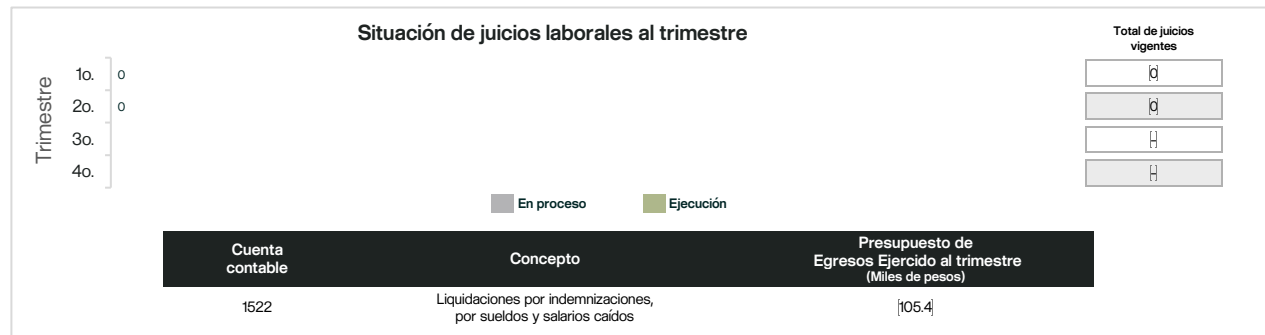 Situación de juicios laborales al trimestre
Total de juicios
vigentes
Trimestre
1o. 0 [0]
2o. 0 [0]
3o. [-]
4o. [-]
En proceso Ejecución
Cuenta
contable
Concepto
Presupuesto de
Egresos Ejercido al trimestre
(Miles de pesos)
1522
Liquidaciones por indemnizaciones,
por sueldos y salarios caídos
[105.4]